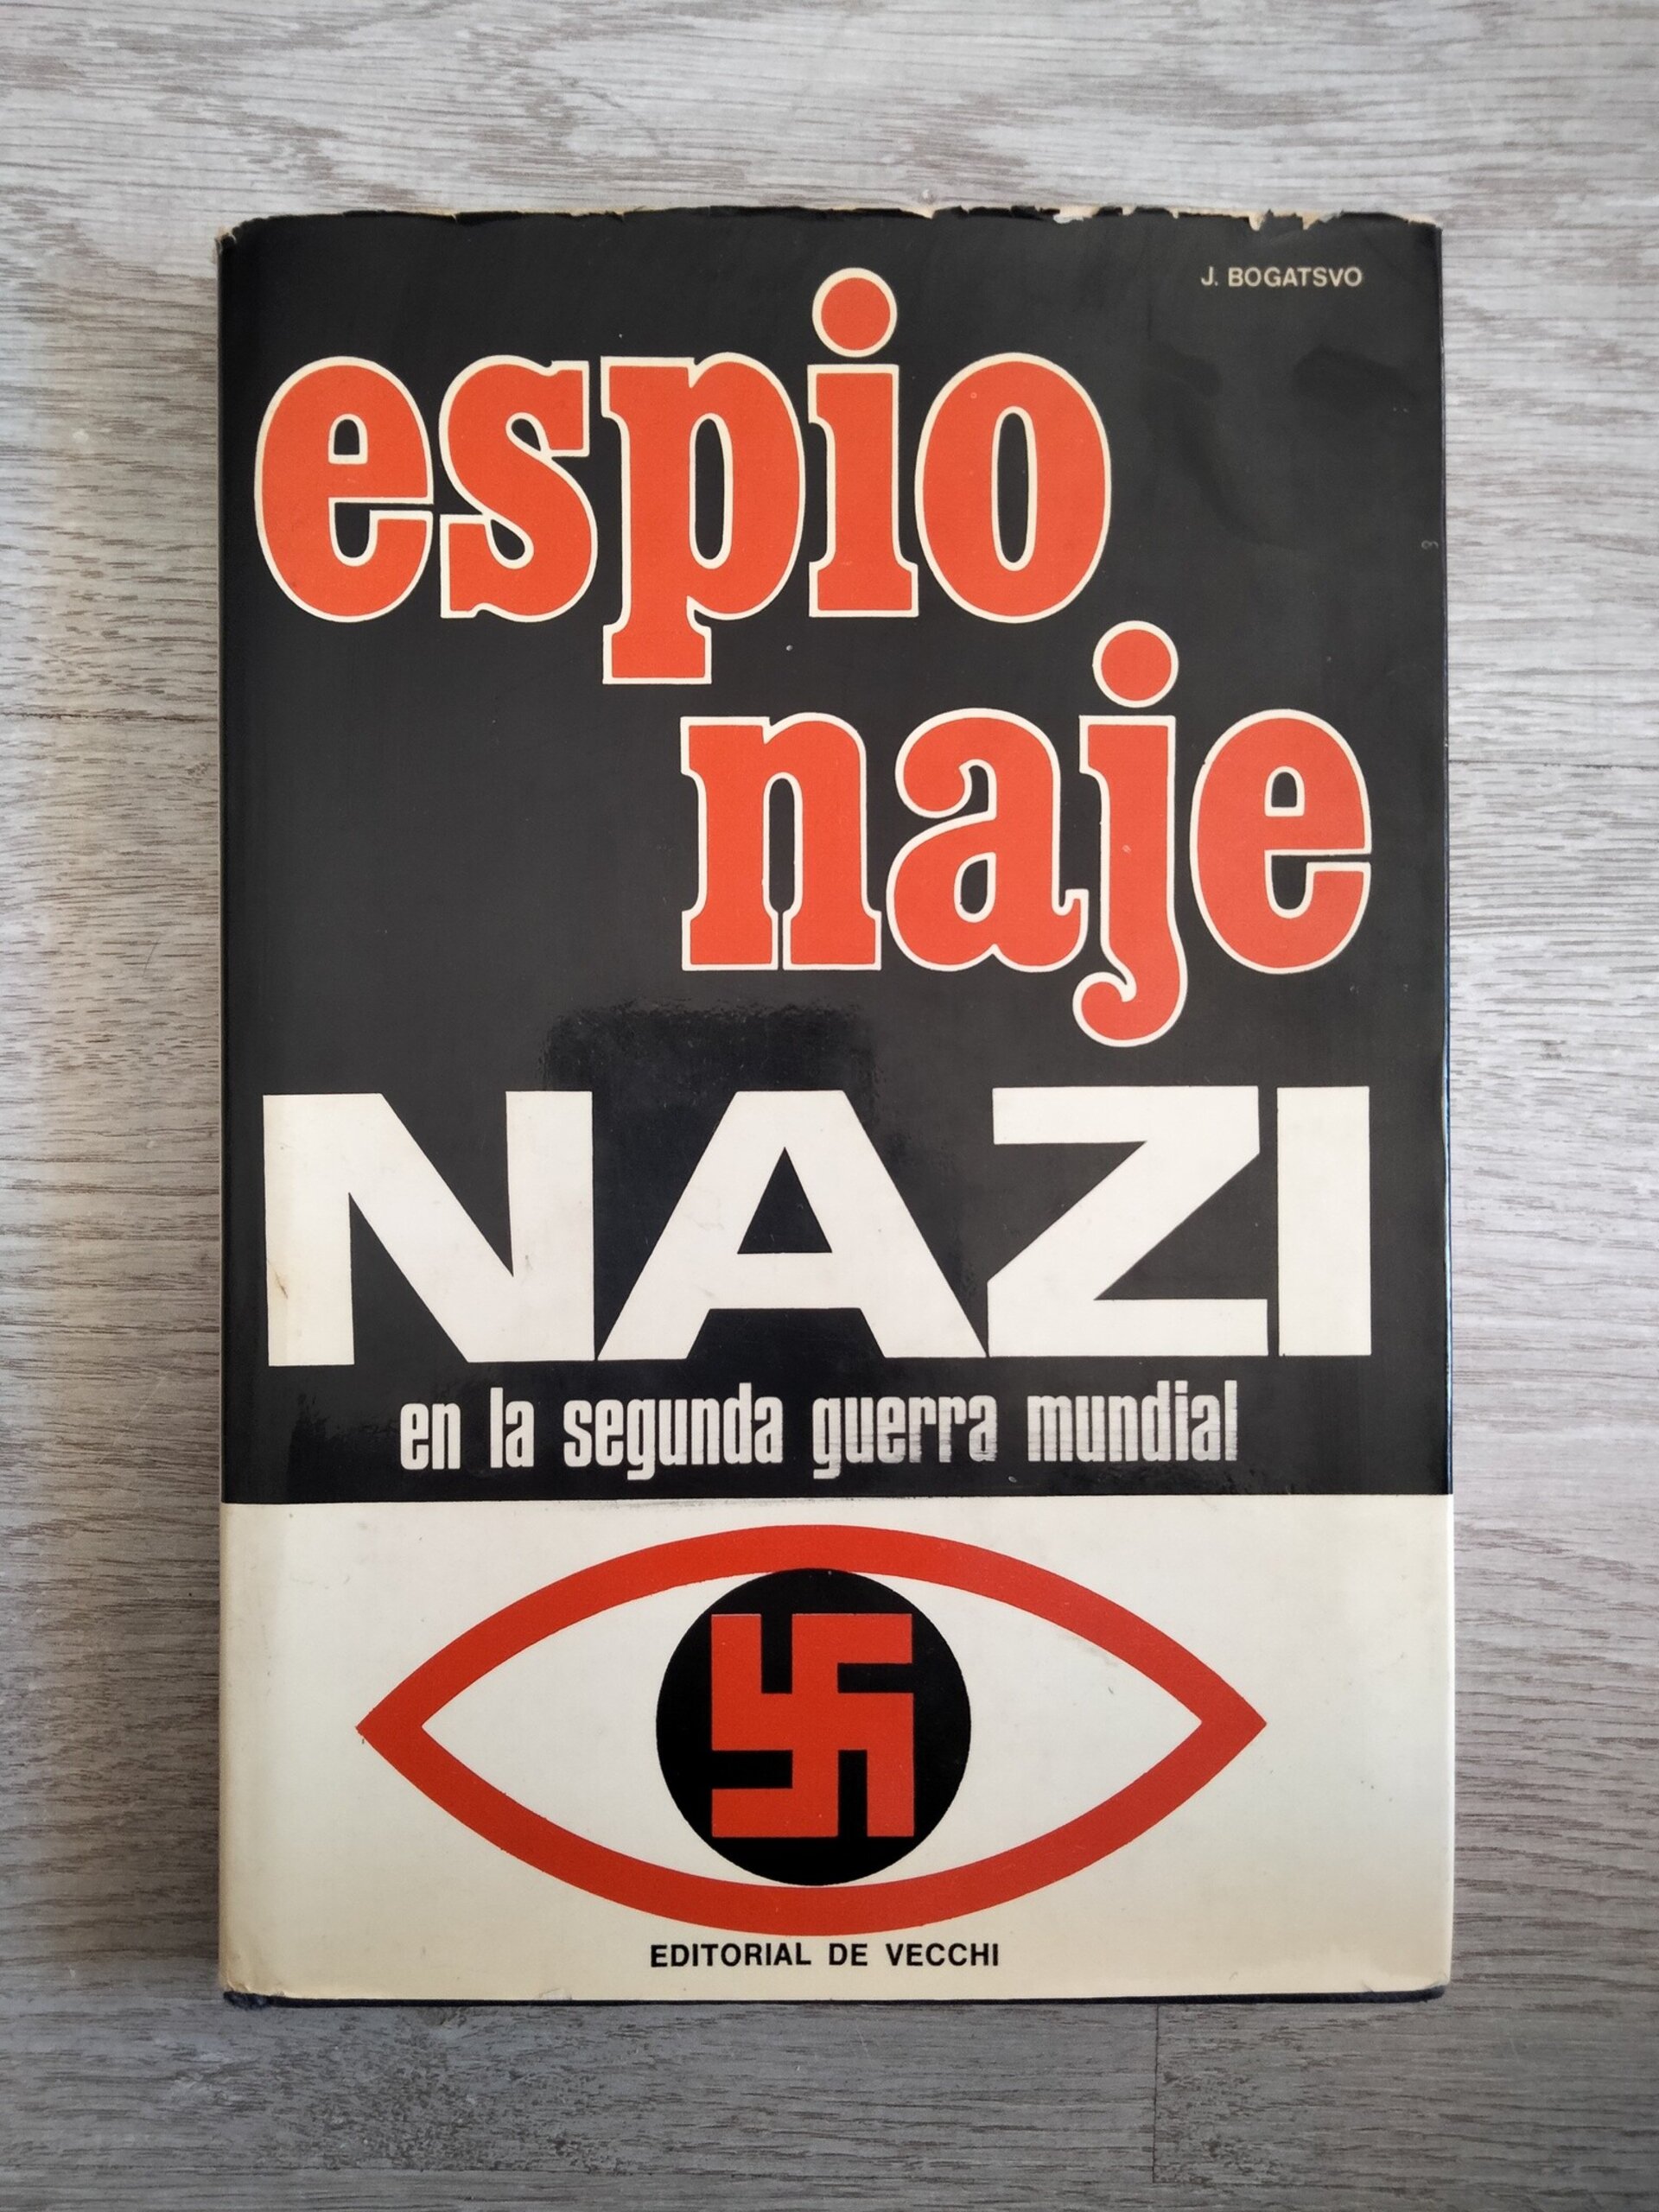 J. BOGATSVO
espio
naje
NAZI
en la segunda guerra mundial
EDITORIAL DE VECCHI